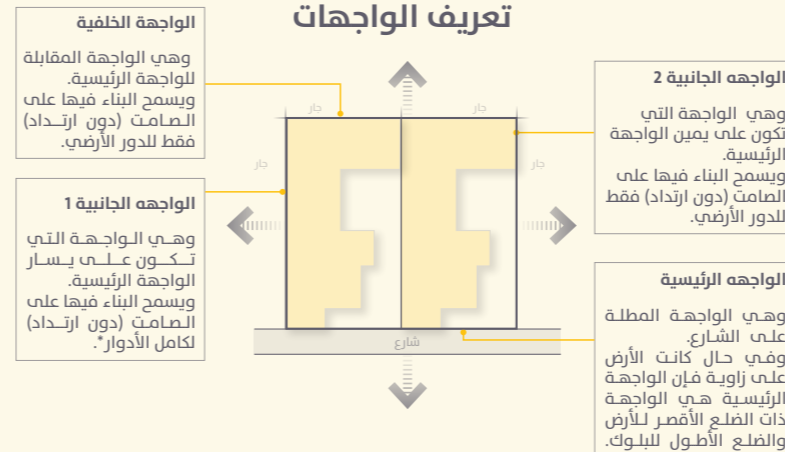 تعريف الواجهات
الواجهه الجانبية 2
وهي الواجهة التي
تكون على يمين الواجهة
الرئيسية.
ويسمح البناء فيها على
الصامت (دون ارتداد) فقط
للدور الأرضي.
الواجهه الرئيسية
وهي الواجهة المطلة
على الشارع.
وفي حال كانت الأرض
على زاوية فإن الواجهة
الرئيسية هي الواجهة
ذات الضلع الأقصر للأرض
والضلع الأطول للبلوك.
جار
جار
جار
جار
شارع
الواجهة الخلفية
وهي الواجهة المقابلة
للواجهة الرئيسية.
ويسمح البناء فيها على
الصامت (دون ارتداد)
فقط للدور الأرضي.
الواجهه الجانبية 1
وهي الواجهة التي
تكون على يسار
الواجهة الرئيسية.
ويسمح البناء فيها على
الصامت (دون ارتداد)
لكامل الأدوار*.